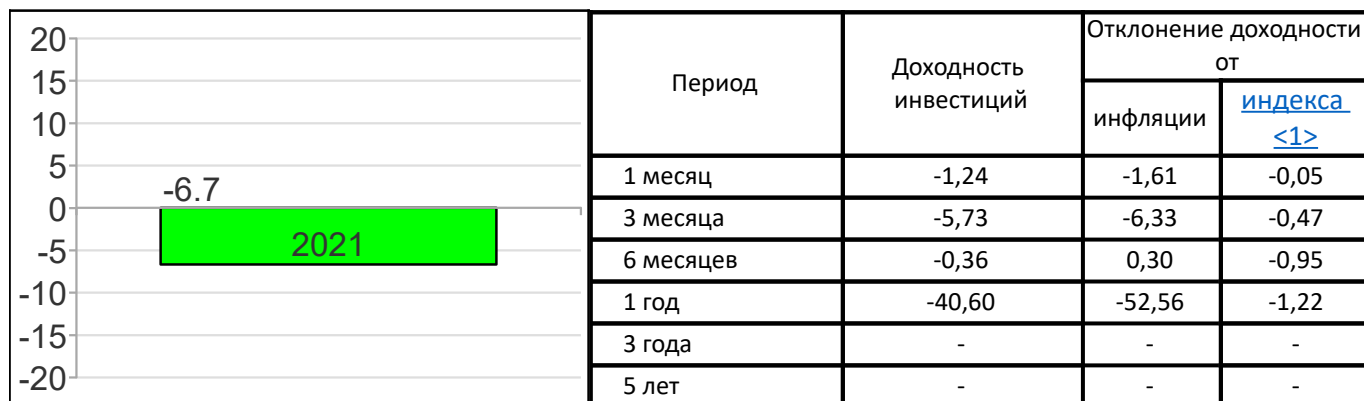 20
15
10
5
0
-5
-10
-15
-20
-6.7
2021
Период
Доходность
инвестиций
Отклонение доходности
от
инфляции
индекса
<1>
1 месяц -1,24 -1,61 -0,05
3 месяца -5,73 -6,33 -0,47
6 месяцев -0,36 0,30 -0,95
1 год -40,60 -52,56 -1,22
3 года - - -
5 лет - - -